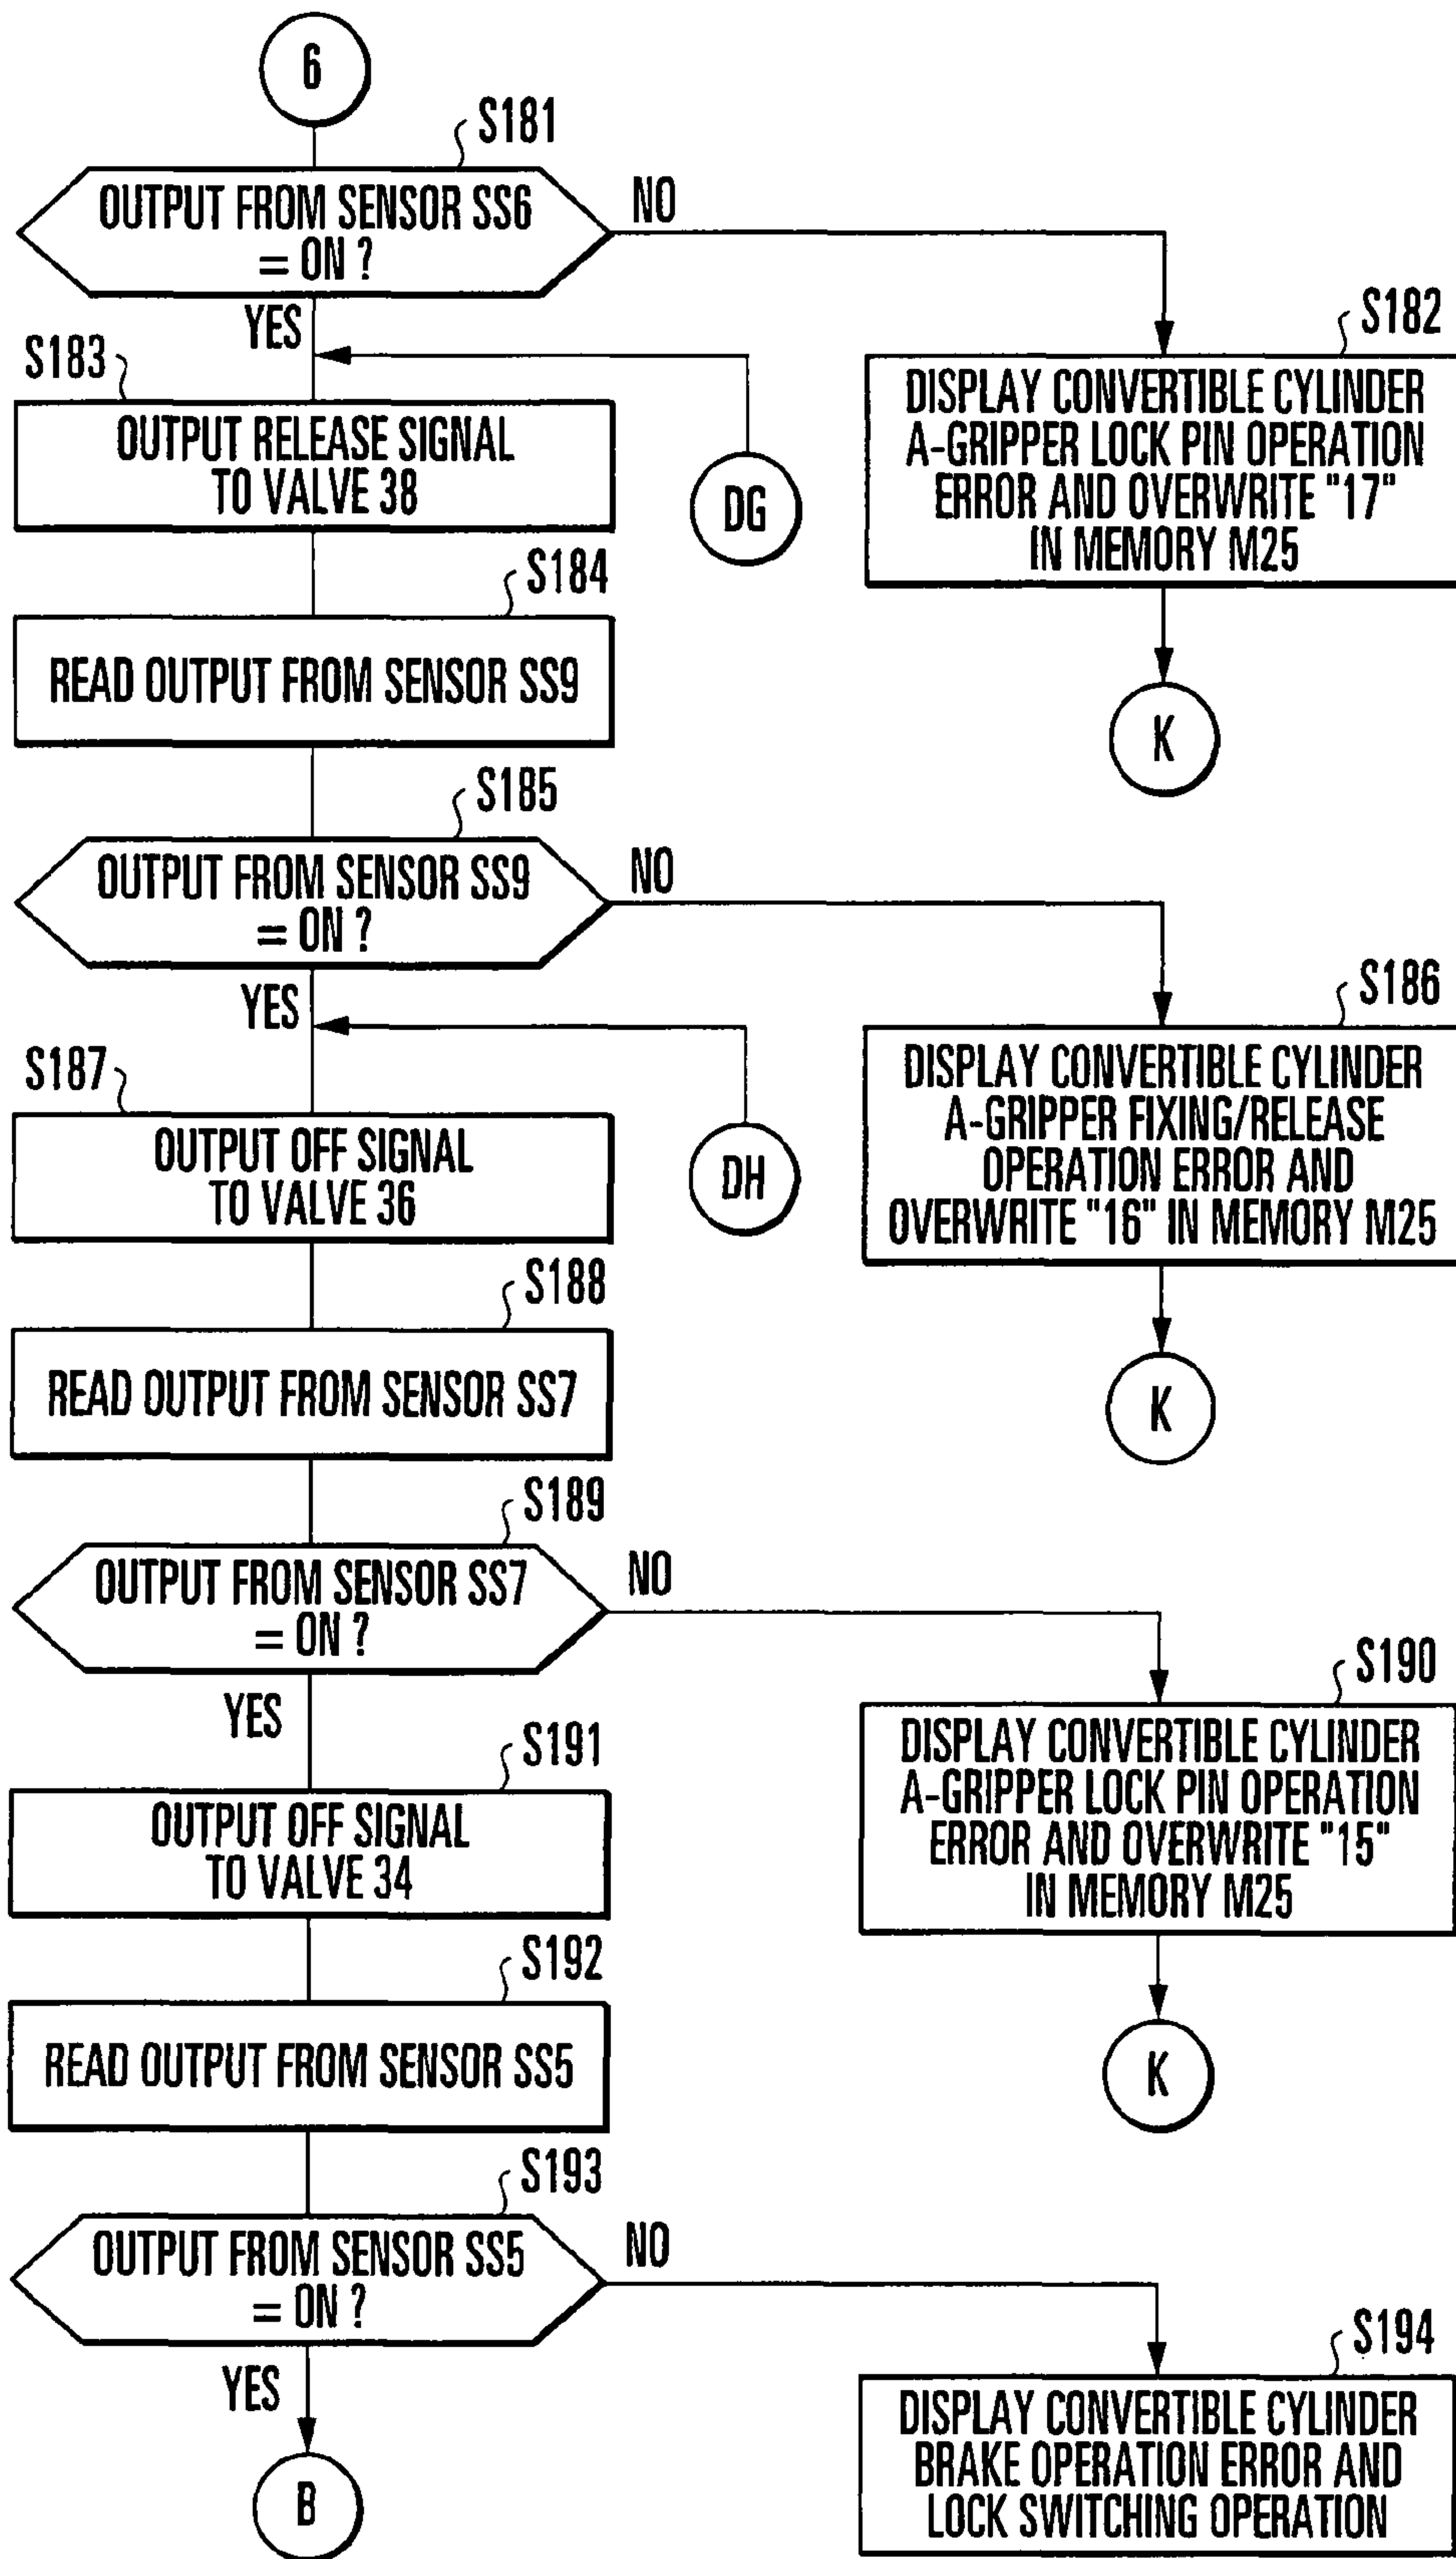 6
S181
OUTPUT FROM SENSOR SS6
= ON ?
NO
YES
S182
DISPLAY CONVERTIBLE CYLINDER
A-GRIPPER LOCK PIN OPERATION
ERROR AND OVERWRITE "17"
IN MEMORY M25
K
S183
OUTPUT RELEASE SIGNAL
TO VALVE 38
DG
S184
READ OUTPUT FROM SENSOR SS9
S185
OUTPUT FROM SENSOR SS9
= ON ?
NO
YES
S186
DISPLAY CONVERTIBLE CYLINDER
A-GRIPPER FIXING/RELEASE
OPERATION ERROR AND
OVERWRITE "16" IN MEMORY M25
K
S187
OUTPUT OFF SIGNAL
TO VALVE 36
DH
S188
READ OUTPUT FROM SENSOR SS7
S189
OUTPUT FROM SENSOR SS7
= ON ?
NO
YES
S190
DISPLAY CONVERTIBLE CYLINDER
A-GRIPPER LOCK PIN OPERATION
ERROR AND OVERWRITE "15"
IN MEMORY M25
K
S191
OUTPUT OFF SIGNAL
TO VALVE 34
S192
READ OUTPUT FROM SENSOR SS5
S193
OUTPUT FROM SENSOR SS5
= ON ?
NO
YES
S194
DISPLAY CONVERTIBLE CYLINDER
BRAKE OPERATION ERROR AND
LOCK SWITCHING OPERATION
B